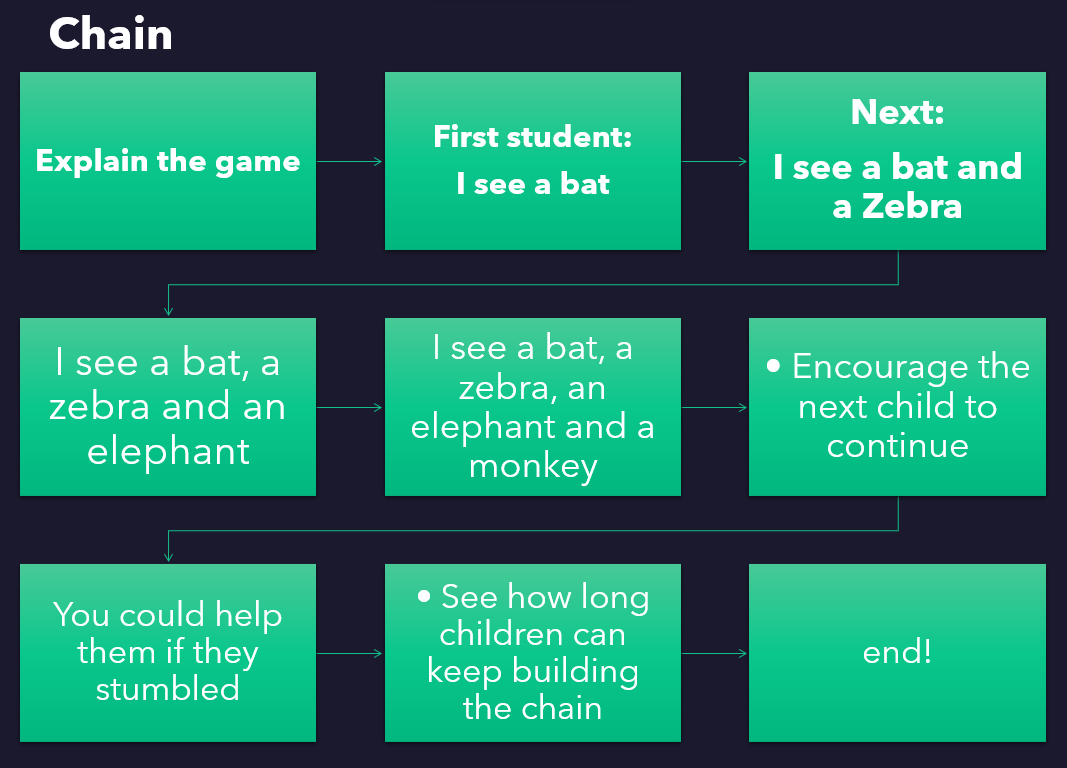 Chain
Explain the game
First student:
I see a bat
Next:
I see a bat and
a Zebra
I see a bat, a
zebra and an
elephant
I see a bat, a
zebra, an
elephant and a
monkey
• Encourage the
next child to
continue
You could help
them if they
stumbled
• See how long
children can
keep building
the chain
end!